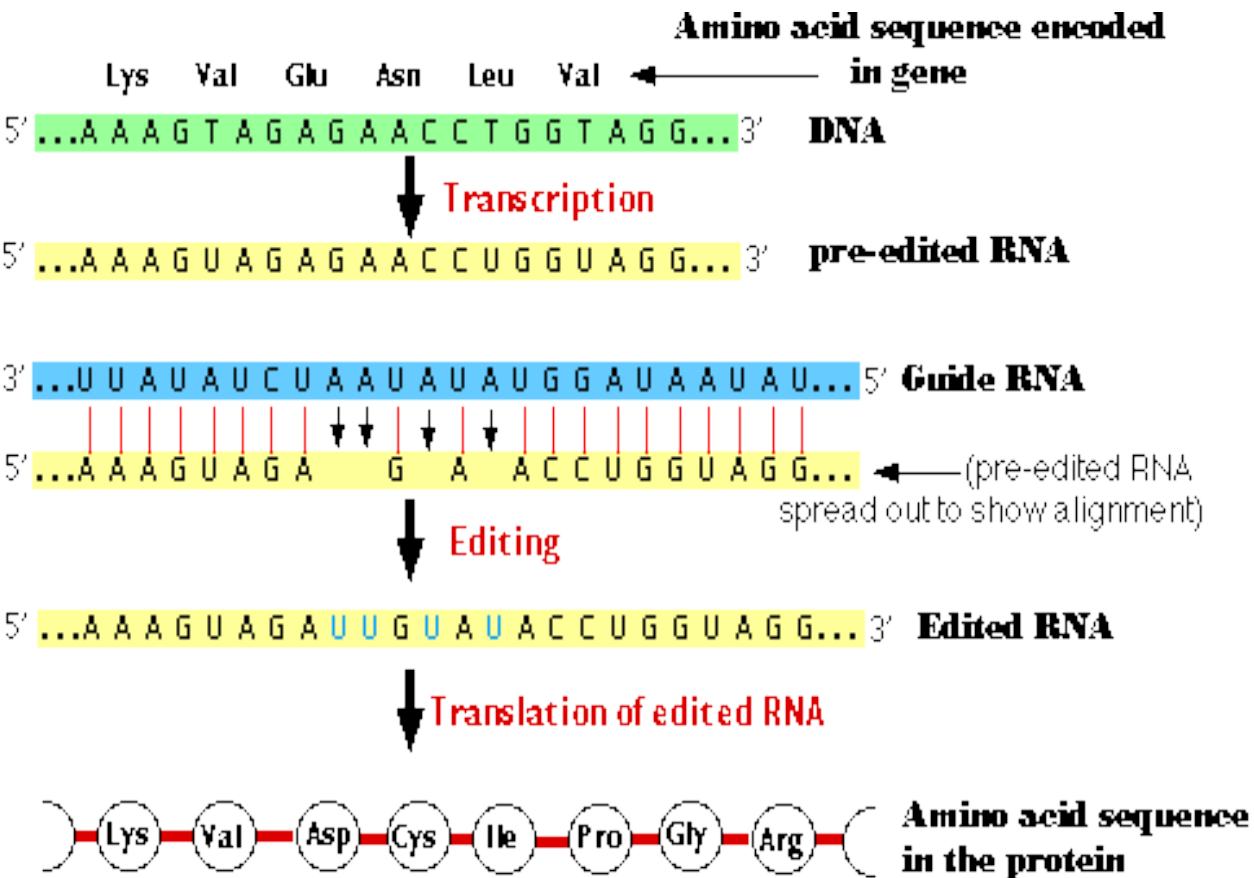 Amino acid sequence encoded
in gene
Lys Val Glu Asn Leu Val
5' ...A A A G T A G A G A A C C T G G T A G G... 3' DNA
Transcription
5' ...A A A G U A G A G A A C C U G G U A G G... 3' pre-edited RNA
3' ...U U A U A U C U A A U A U A U G G A U A A U A U... 5' Guide RNA
5' ...A A A G U A G A G A A C C U G G U A G G... (pre-edited RNA
spread out to show alignment)
Editing
5' ...A A A G U A G A U U G U A U A C C U G G U A G G... 3' Edited RNA
Translation of edited RNA
Lys Val Asp Cys Ile Pro Gly Arg
Amino acid sequence
in the protein